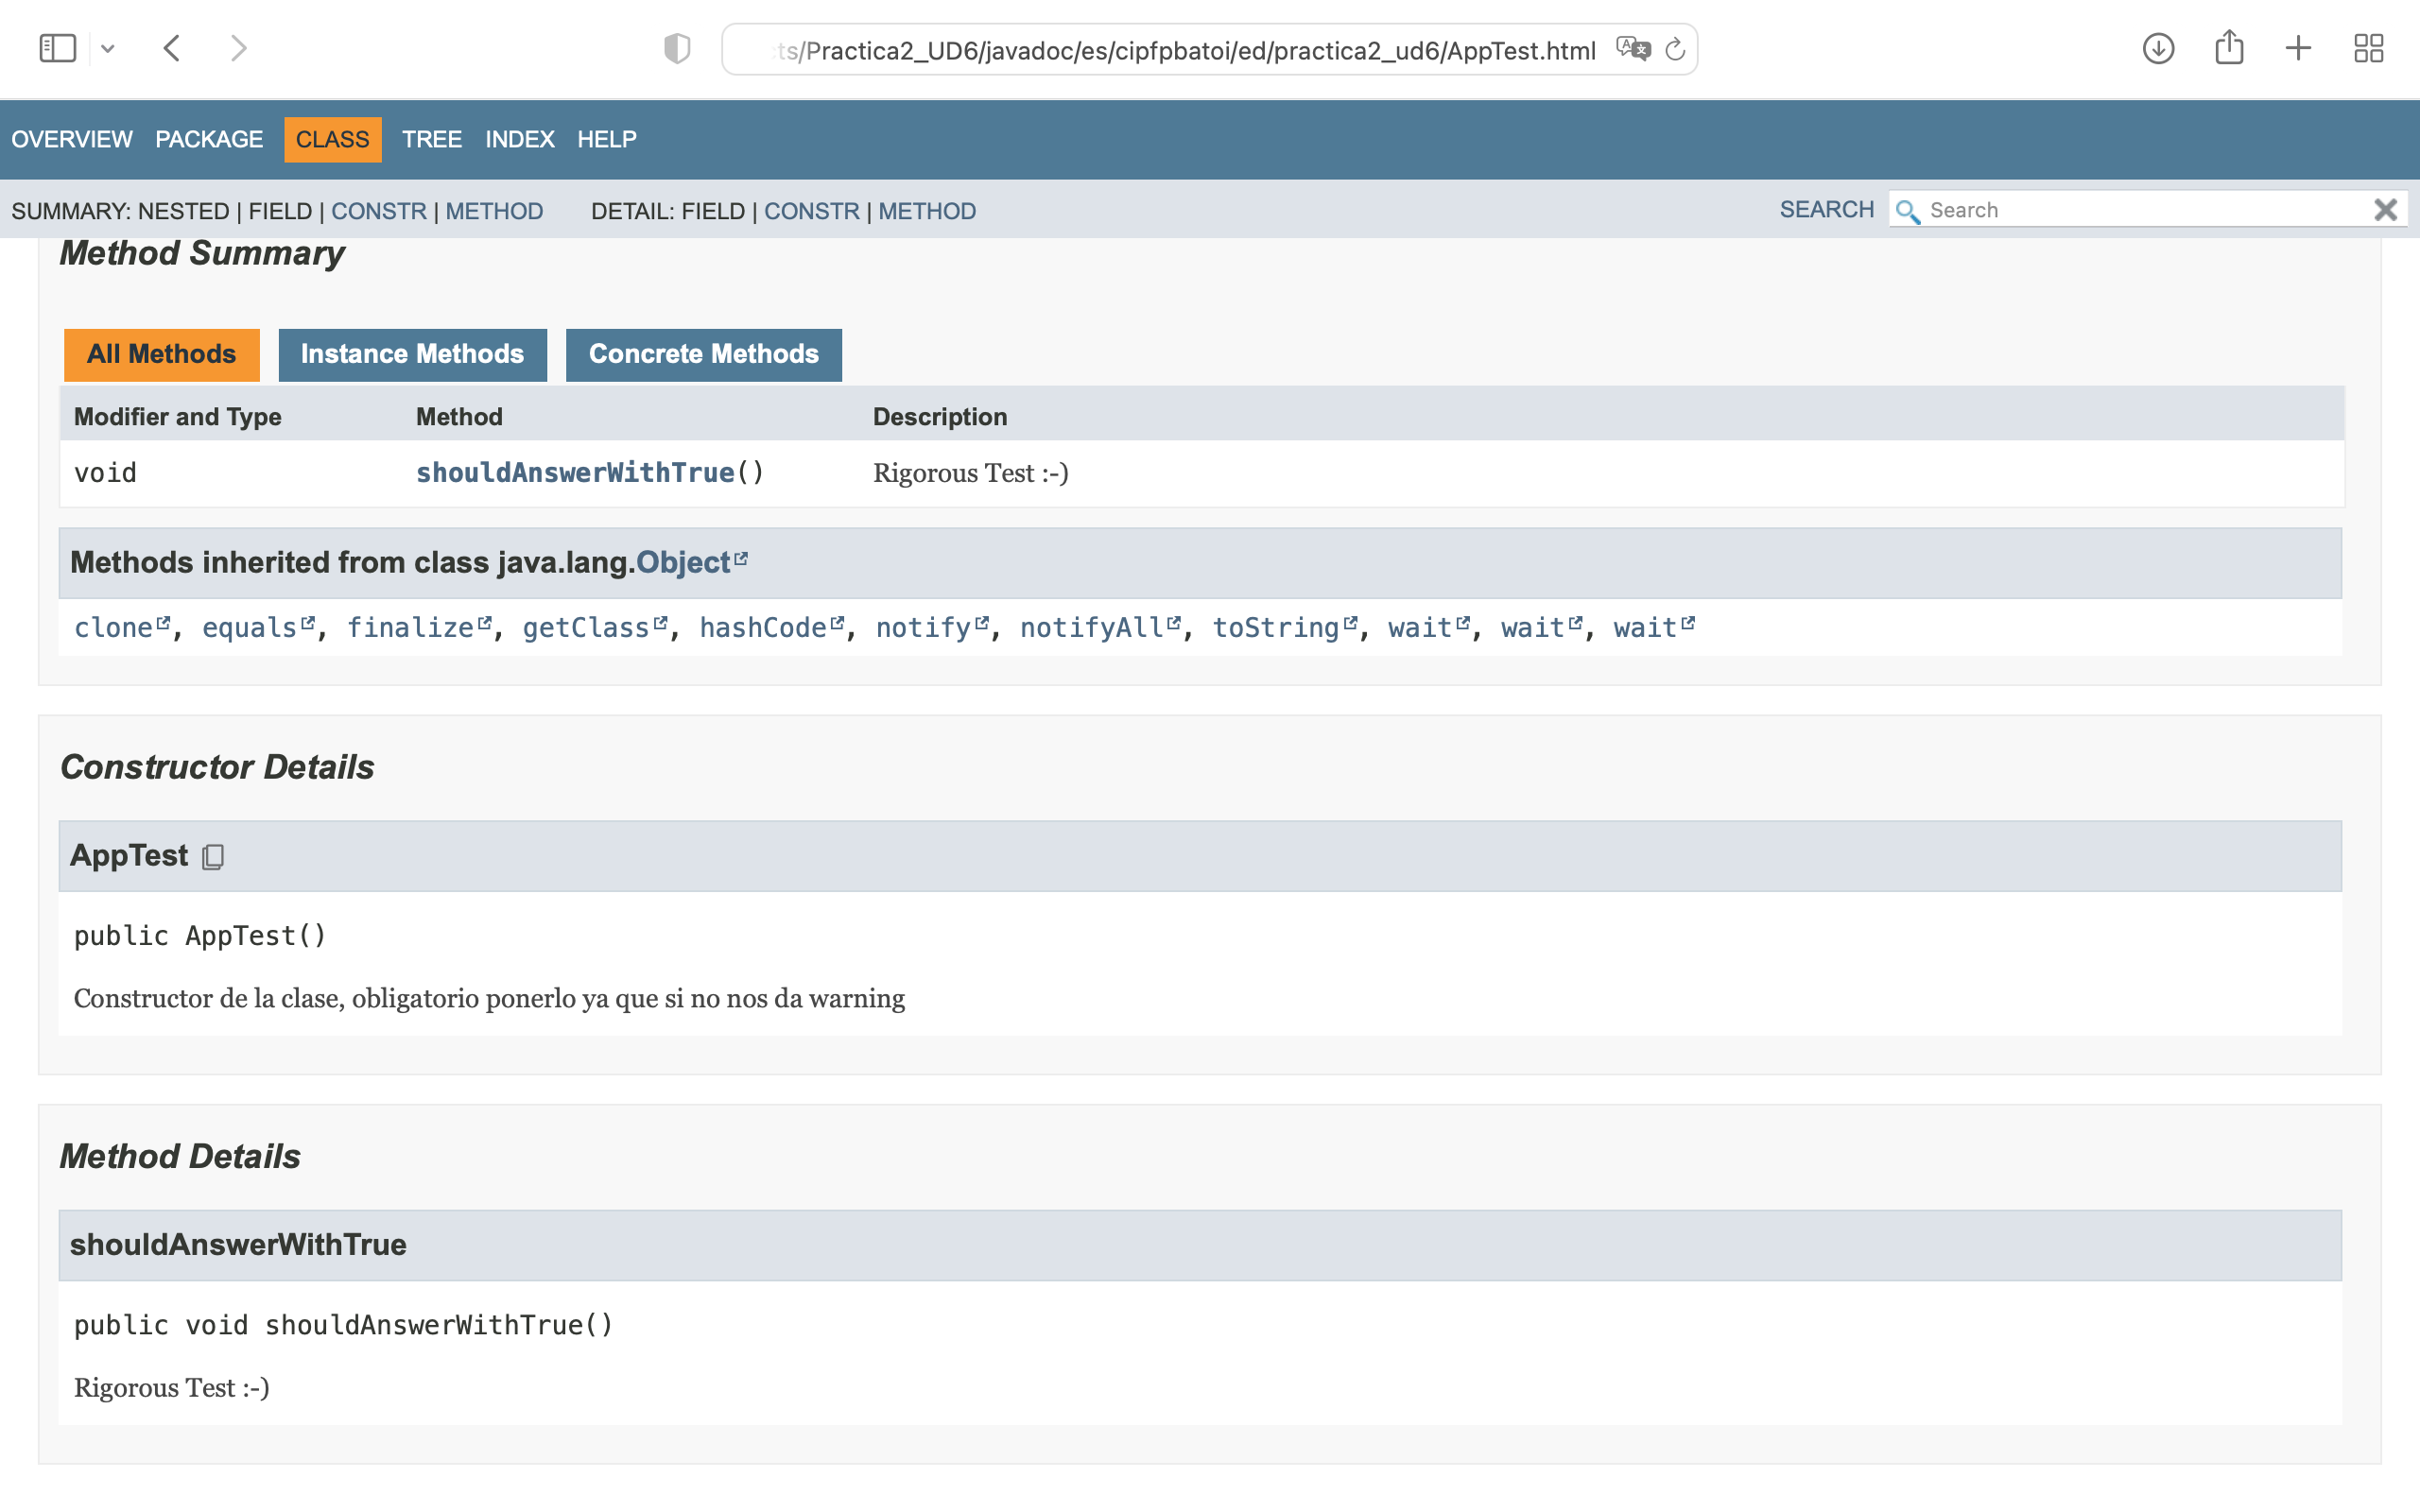 ts/Practica2_UD6/javadoc/es/cipfpbatoi/ed/practica2_ud6/AppTest.html
OVERVIEW PACKAGE CLASS TREE INDEX HELP
SUMMARY: NESTED | FIELD | CONSTR | METHOD DETAIL: FIELD | CONSTR | METHOD SEARCH Search
Method Summary
All Methods Instance Methods Concrete Methods
Modifier and Type Method Description
void shouldAnswerWithTrue() Rigorous Test :-)
Methods inherited from class java.lang.Object
clone, equals, finalize, getClass, hashCode, notify, notifyAll, toString, wait, wait, wait
Constructor Details
AppTest
public AppTest()
Constructor de la clase, obligatorio ponerlo ya que si no nos da warning
Method Details
shouldAnswerWithTrue
public void shouldAnswerWithTrue()
Rigorous Test :-)